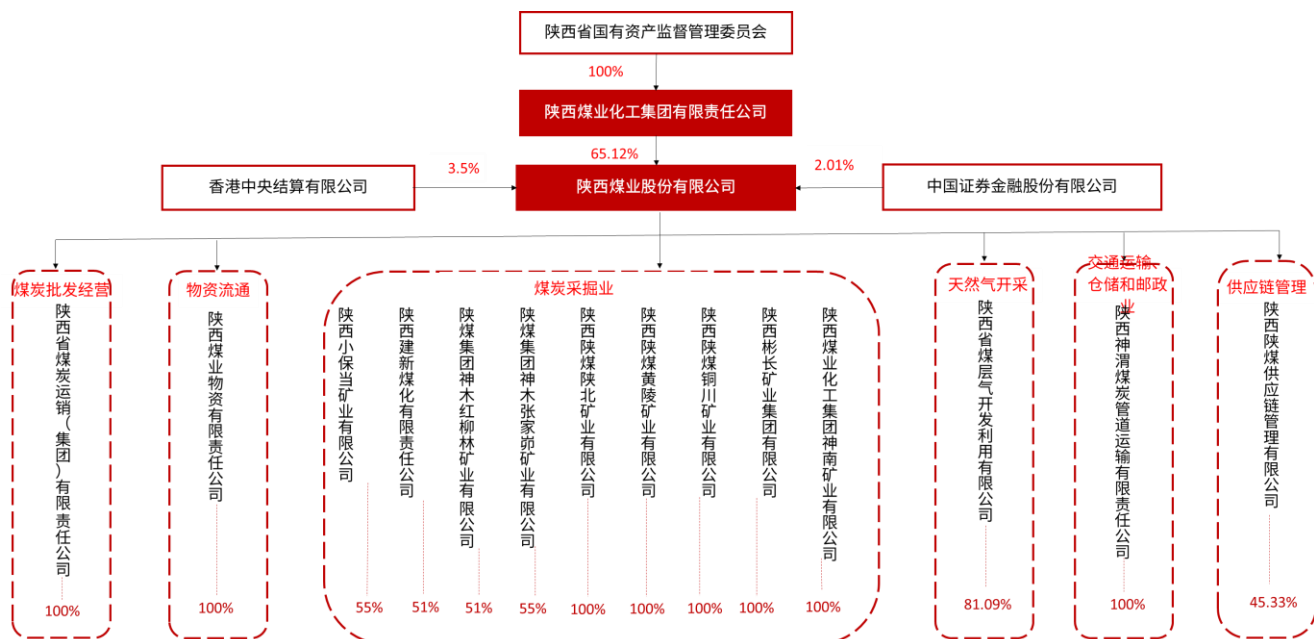 陕西省国有资产监督管理委员会
100%
陕西煤业化工集团有限责任公司
65.12%
3.5%
2.01%
香港中央结算有限公司
陕西煤业股份有限公司
中国证券金融股份有限公司
煤炭批发经营
陕西省煤炭运销（集团）有限责任公司
100%
物资流通
陕西煤业物资有限责任公司
100%
煤炭采掘业
陕西小保当矿业有限公司
55%
陕西建新煤化有限责任公司
51%
陕煤集团神木红柳林矿业有限公司
51%
陕煤集团神木张家峁矿业有限公司
55%
陕西陕煤陕北矿业有限公司
100%
陕西陕煤黄陵矿业有限公司
100%
陕西陕煤铜川矿业有限公司
100%
陕西彬长矿业集团有限公司
100%
陕西煤业化工集团神南矿业有限公司
100%
天然气开采
陕西省煤层气开发利用有限公司
81.09%
交通运输、
仓储和邮政
业
陕西神渭煤炭管道运输有限责任公司
100%
供应链管理
陕西陕煤供应链管理有限公司
45.33%